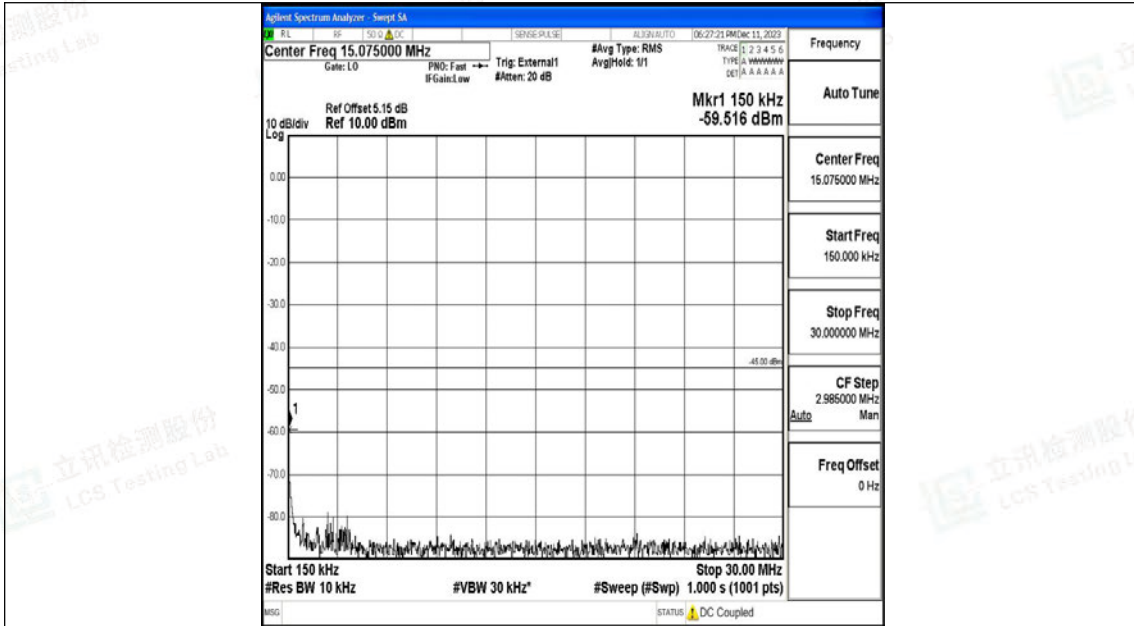 Agilent Spectrum Analyzer - Swept SA
RL RF 50 Ω DC SENSE:PULSE ALIGN AUTO 06:27:21 PM Dec 11, 2023
Center Freq 15.075000 MHz
Gate: LO
PNO: Fast
IFGain:Low
Trig: External1
#Atten: 20 dB
#Avg Type: RMS
Avg|Hold: 1/1
TRACE 1 2 3 4 5 6
TYPE A WWWWW
DET A A A A A A
Mkr1 150 kHz
-59.516 dBm
Ref Offset 5.15 dB
10 dB/div Ref 10.00 dBm
Log
0.00
-10.0
-20.0
-30.0
-40.0
-45.00 dBm
-50.0
1
-60.0
-70.0
-80.0
Start 150 kHz Stop 30.00 MHz
#Res BW 10 kHz #VBW 30 kHz* #Sweep (#Swp) 1.000 s (1001 pts)
MSG STATUS DC Coupled
Frequency
Auto Tune
Center Freq
15.075000 MHz
Start Freq
150.000 kHz
Stop Freq
30.000000 MHz
CF Step
2.985000 MHz
Auto Man
Freq Offset
0 Hz
立讯检测股份
LCS Testing Lab
立讯检测股份